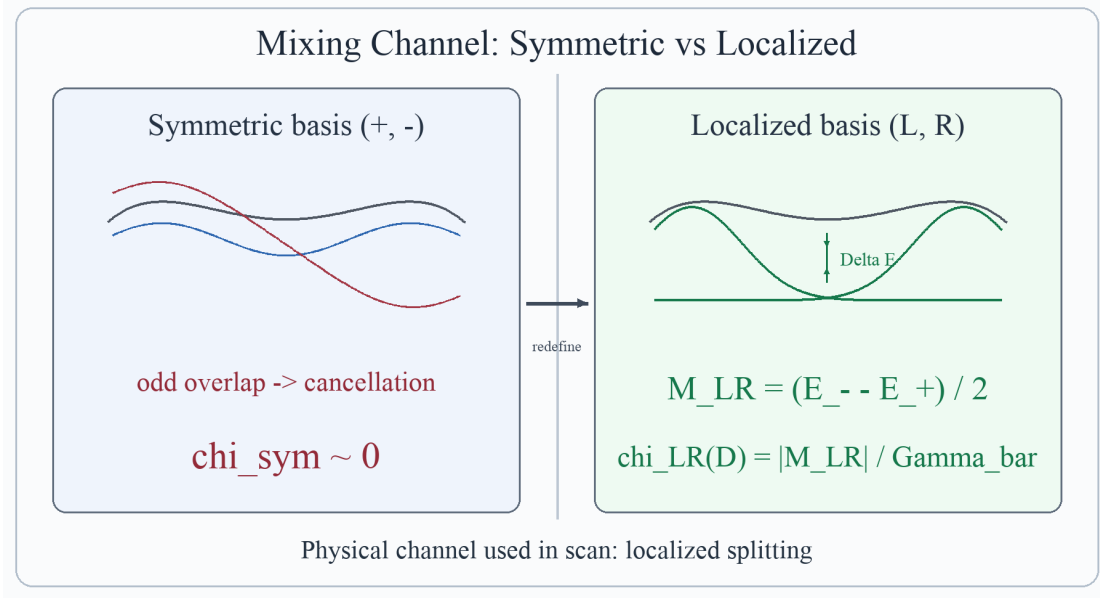 Mixing Channel: Symmetric vs Localized
Symmetric basis (+, -)
odd overlap -> cancellation
chi_sym ~ 0
redefine
Localized basis (L, R)
Delta E
M_LR = (E_- - E_+) / 2
chi_LR(D) = |M_LR| / Gamma_bar
Physical channel used in scan: localized splitting